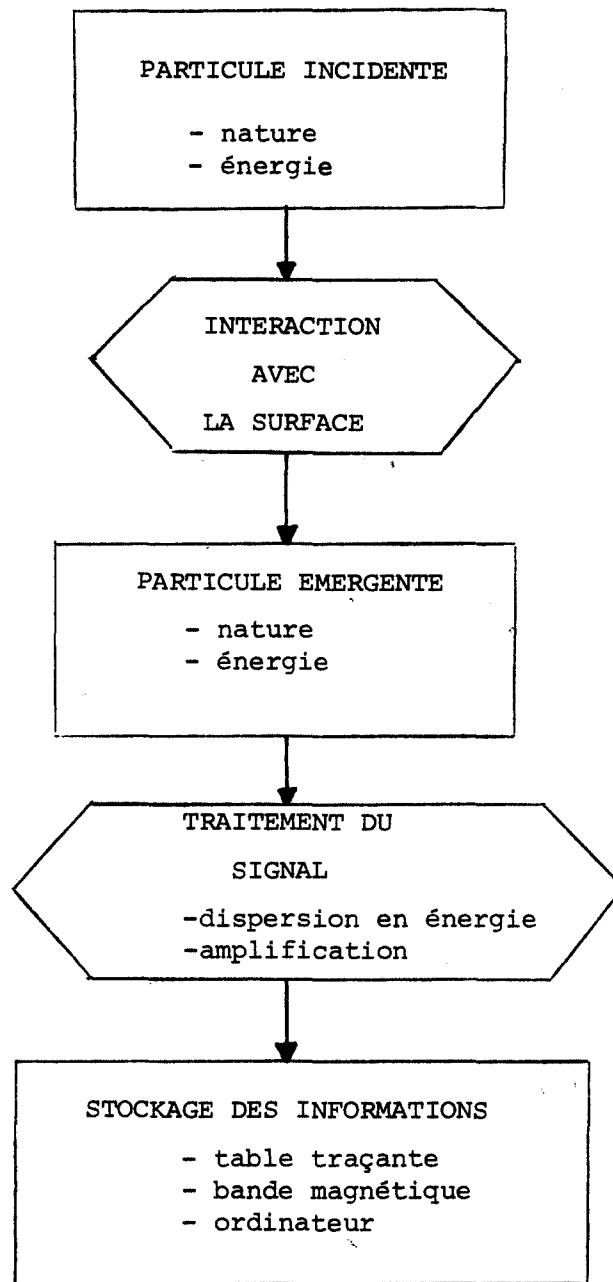 PARTICULE INCIDENTE
- nature
- énergie
INTERACTION
AVEC
LA SURFACE
PARTICULE EMERGENTE
- nature
- énergie
TRAITEMENT DU
SIGNAL
-dispersion en énergie
-amplification
STOCKAGE DES INFORMATIONS
- table traçante
- bande magnétique
- ordinateur